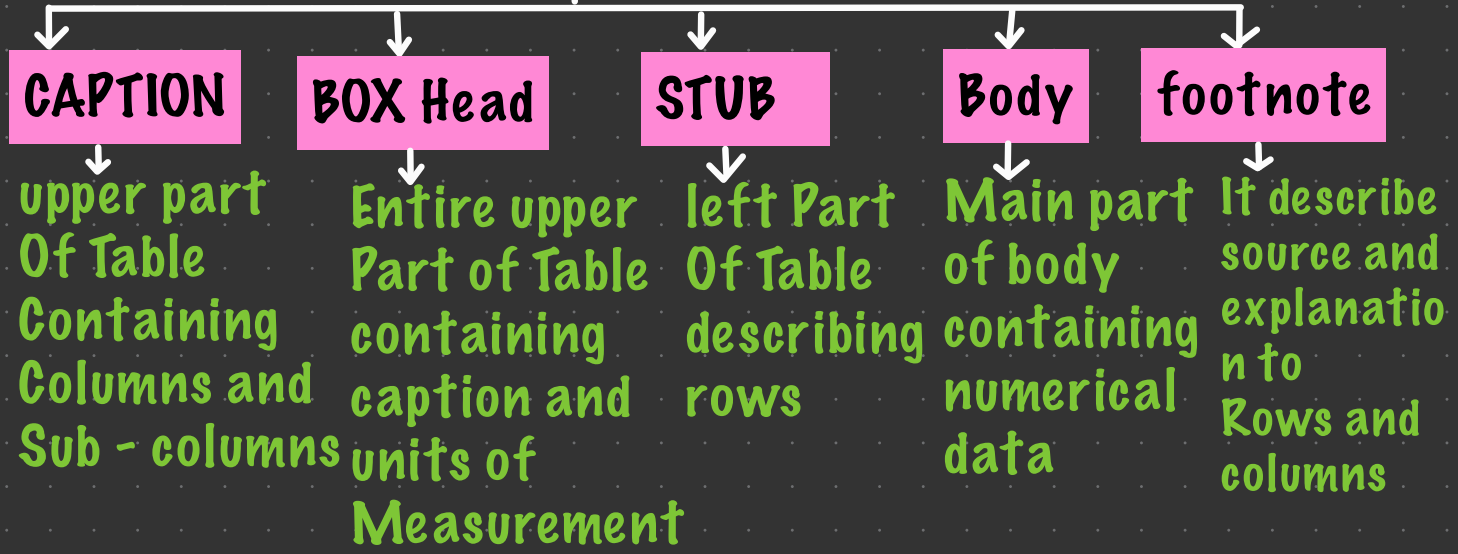 CAPTION
upper part
Of Table
Containing
Columns and
Sub - columns
BOX Head
Entire upper
Part of Table
containing
caption and
units of
Measurement
STUB
left Part
Of Table
describing
rows
Body
Main part
of body
containing
numerical
data
footnote
It describe
source and
explanatio
n to
Rows and
columns